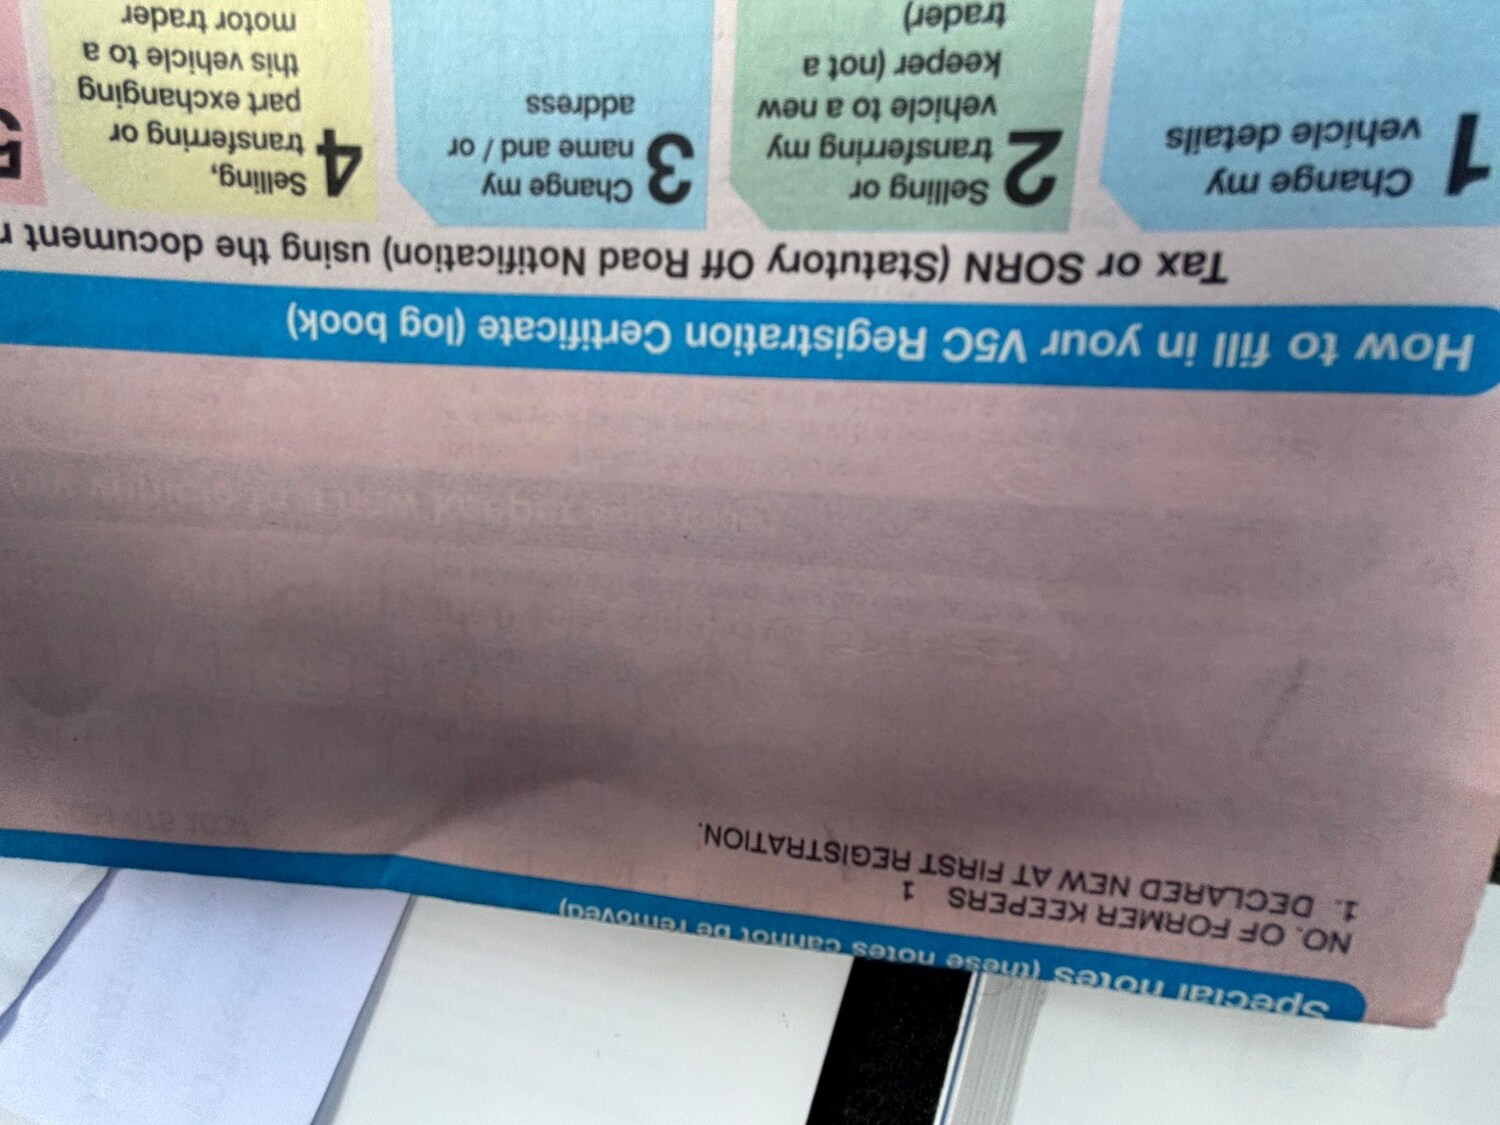 Special notes (these notes cannot be removed)
NO. OF FORMER KEEPERS 1
1. DECLARED NEW AT FIRST REGISTRATION.
How to fill in your V5C Registration Certificate (log book)
Tax or SORN (Statutory Off Road Notification) using the document
1 Change my
vehicle details
2 Selling or
transferring my
vehicle to a new
keeper (not a
trader)
3 Change my
name and / or
address
4 Selling,
transferring or
part exchanging
this vehicle to a
motor trader
5